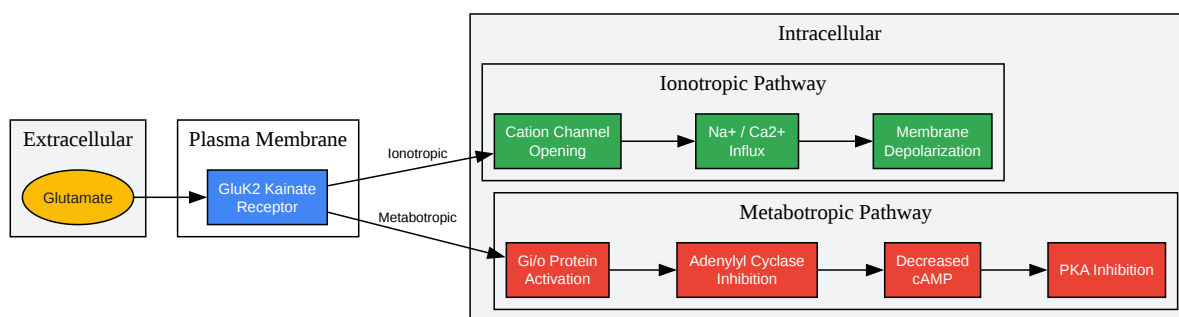 Intracellular
Ionotropic Pathway
Extracellular
Plasma Membrane
Cation Channel
Opening
Na+ / Ca2+
Influx
Membrane
Depolarization
Ionotropic
Glutamate
GluK2 Kainate
Receptor
Metabotropic
Metabotropic Pathway
Gi/o Protein
Activation
Adenylyl Cyclase
Inhibition
Decreased
cAMP
PKA Inhibition